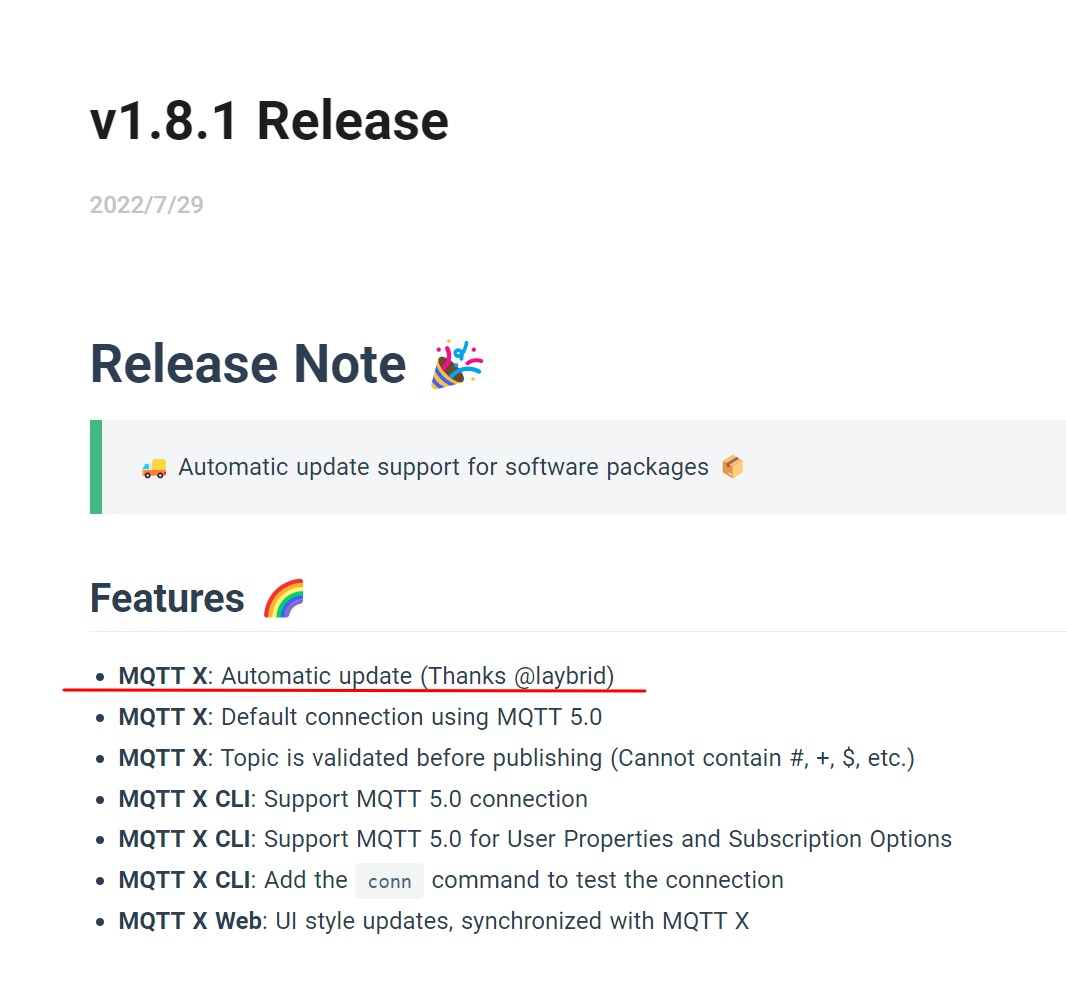 v1.8.1 Release
2022/7/29
Release Note 🎉
🚚 Automatic update support for software packages 📦
Features 🌈
• MQTT X: Automatic update (Thanks @laybrid)
• MQTT X: Default connection using MQTT 5.0
• MQTT X: Topic is validated before publishing (Cannot contain #, +, $, etc.)
• MQTT X CLI: Support MQTT 5.0 connection
• MQTT X CLI: Support MQTT 5.0 for User Properties and Subscription Options
• MQTT X CLI: Add the conn command to test the connection
• MQTT X Web: UI style updates, synchronized with MQTT X